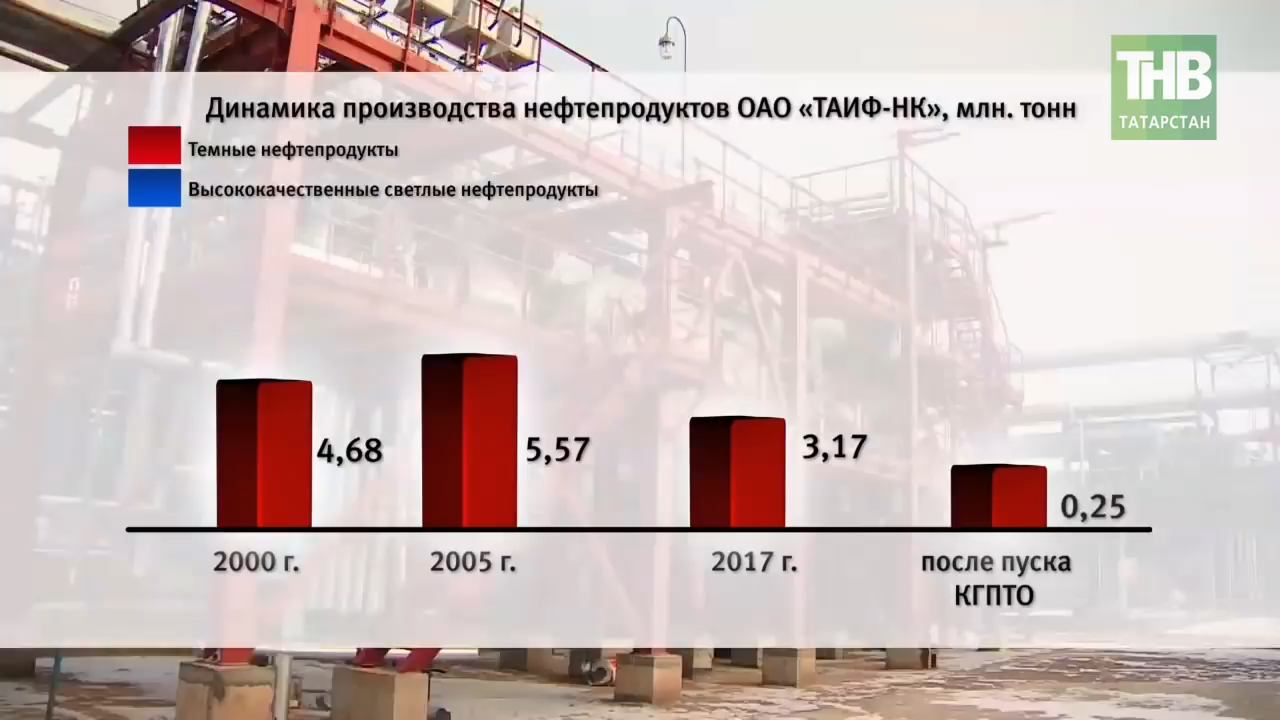 ТНВ
ТАТАРСТАН
Динамика производства нефтепродуктов ОАО «ТАИФ-НК», млн. тонн
Темные нефтепродукты
Высококачественные светлые нефтепродукты
4,68
5,57
3,17
0,25
2000 г.
2005 г.
2017 г.
после пуска
КГПТО